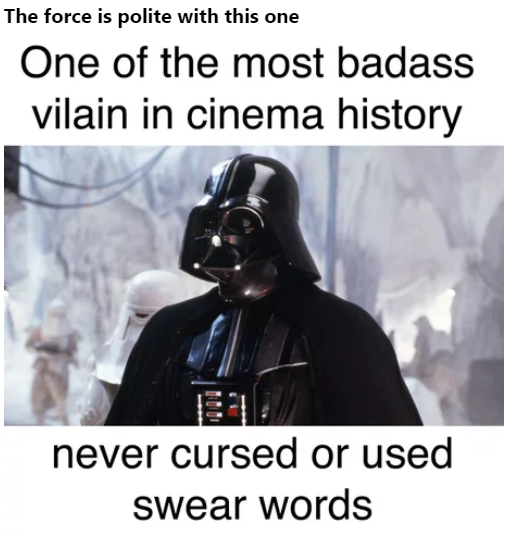 The force is polite with this one
One of the most badass
vilain in cinema history
never cursed or used
swear words